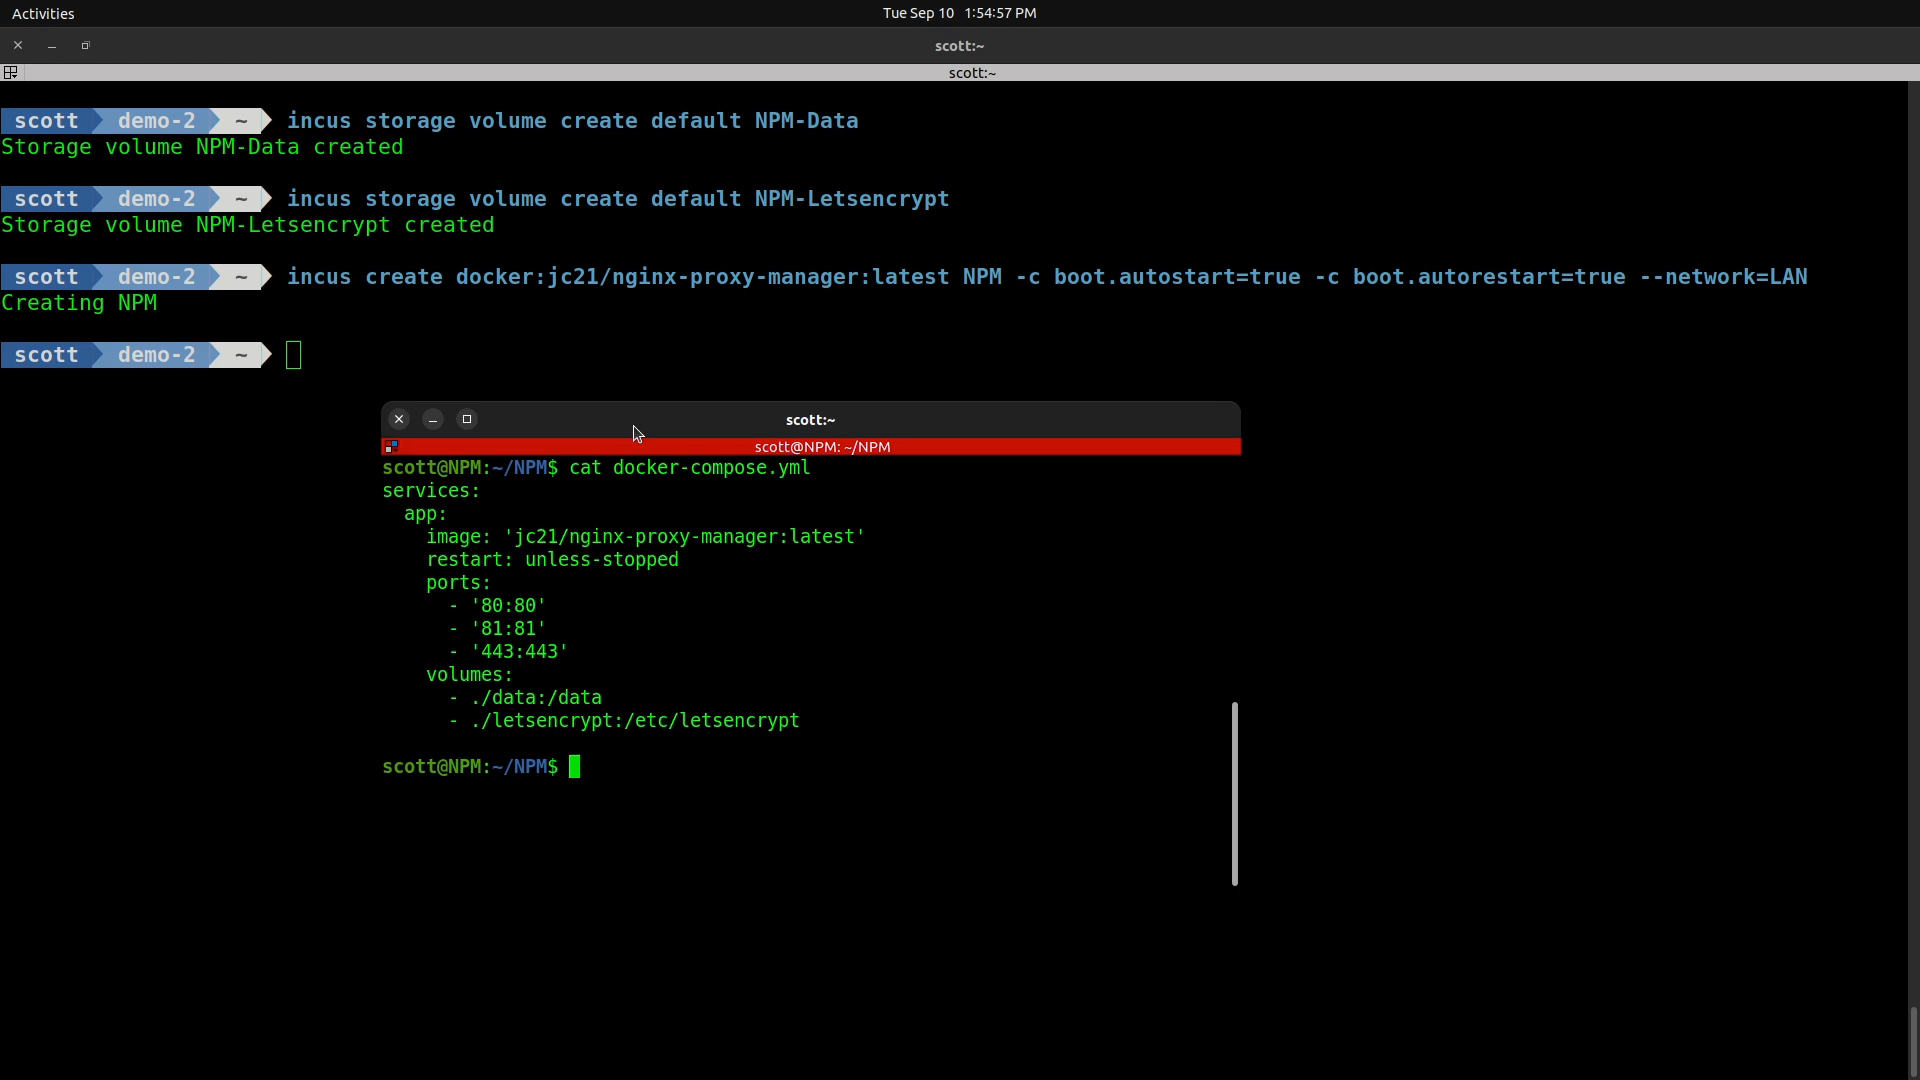 Activities
Tue Sep 10 1:54:57 PM
scott:~
scott:~
scott demo-2 ~ incus storage volume create default NPM-Data
Storage volume NPM-Data created
scott demo-2 ~ incus storage volume create default NPM-Letsencrypt
Storage volume NPM-Letsencrypt created
scott demo-2 ~ incus create docker:jc21/nginx-proxy-manager:latest NPM -c boot.autostart=true -c boot.autorestart=true --network=LAN
Creating NPM
scott demo-2 ~
scott:~
scott@NPM: ~/NPM
scott@NPM:~/NPM$ cat docker-compose.yml
services:
  app:
    image: 'jc21/nginx-proxy-manager:latest'
    restart: unless-stopped
    ports:
      - '80:80'
      - '81:81'
      - '443:443'
    volumes:
      - ./data:/data
      - ./letsencrypt:/etc/letsencrypt
scott@NPM:~/NPM$